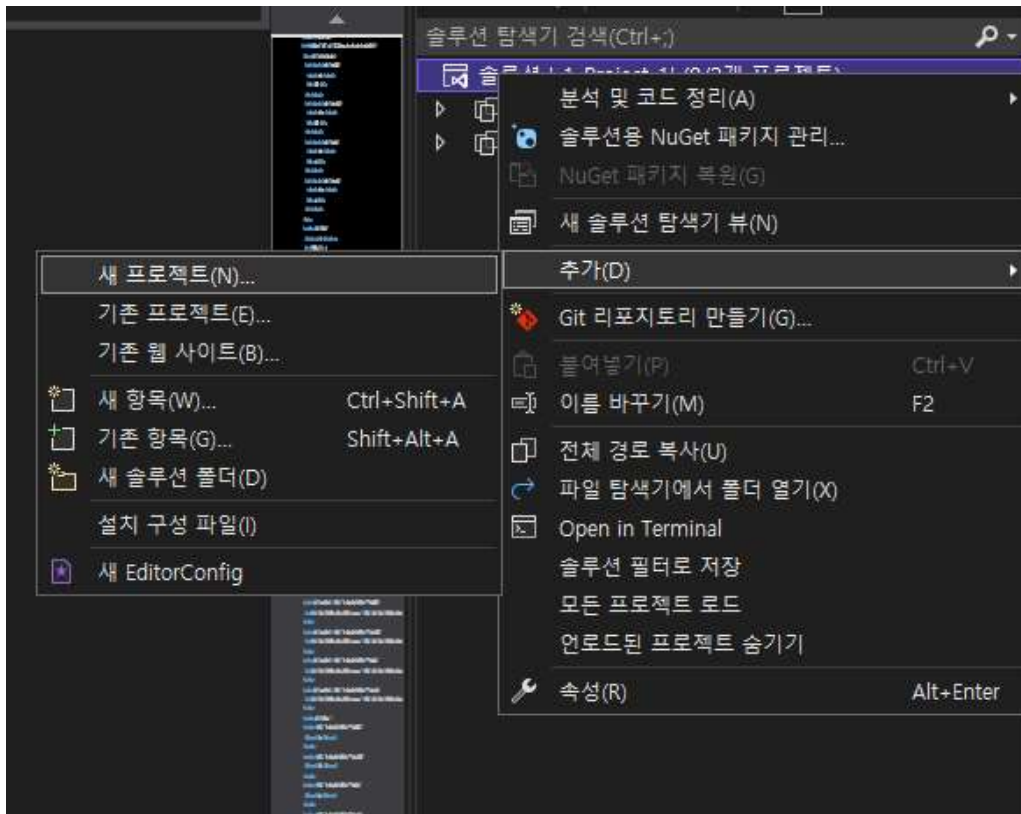 솔루션 탐색기 검색(Ctrl+;)
분석 및 코드 정리(A)
솔루션용 NuGet 패키지 관리...
NuGet 패키지 복원(G)
새 솔루션 탐색기 뷰(N)
추가(D)
Git 리포지토리 만들기(G)...
붙여넣기(P) Ctrl+V
이름 바꾸기(M) F2
전체 경로 복사(U)
파일 탐색기에서 폴더 열기(X)
Open in Terminal
솔루션 필터로 저장
모든 프로젝트 로드
언로드된 프로젝트 숨기기
속성(R) Alt+Enter
새 프로젝트(N)...
기존 프로젝트(E)...
기존 웹 사이트(B)...
새 항목(W)... Ctrl+Shift+A
기존 항목(G)... Shift+Alt+A
새 솔루션 폴더(D)
설치 구성 파일(I)
새 EditorConfig